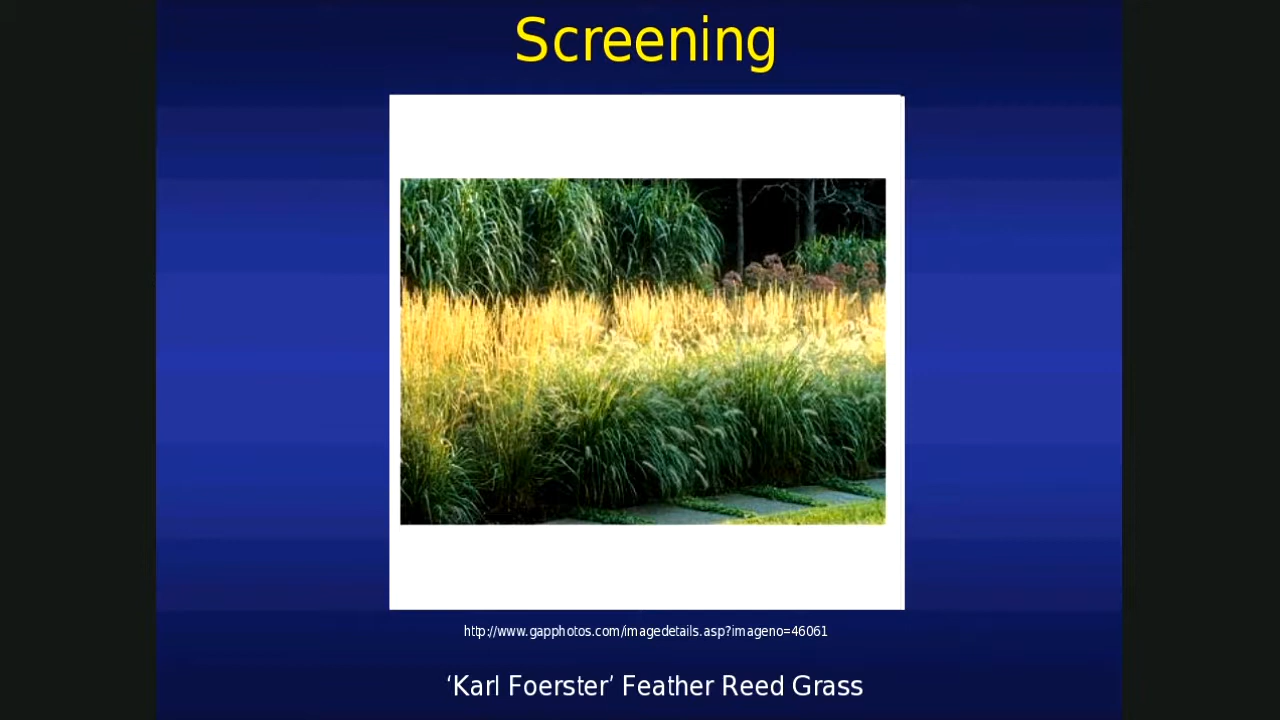 Screening
http://www.gapphotos.com/imagedetails.asp?imageno=46061
‘Karl Foerster’ Feather Reed Grass